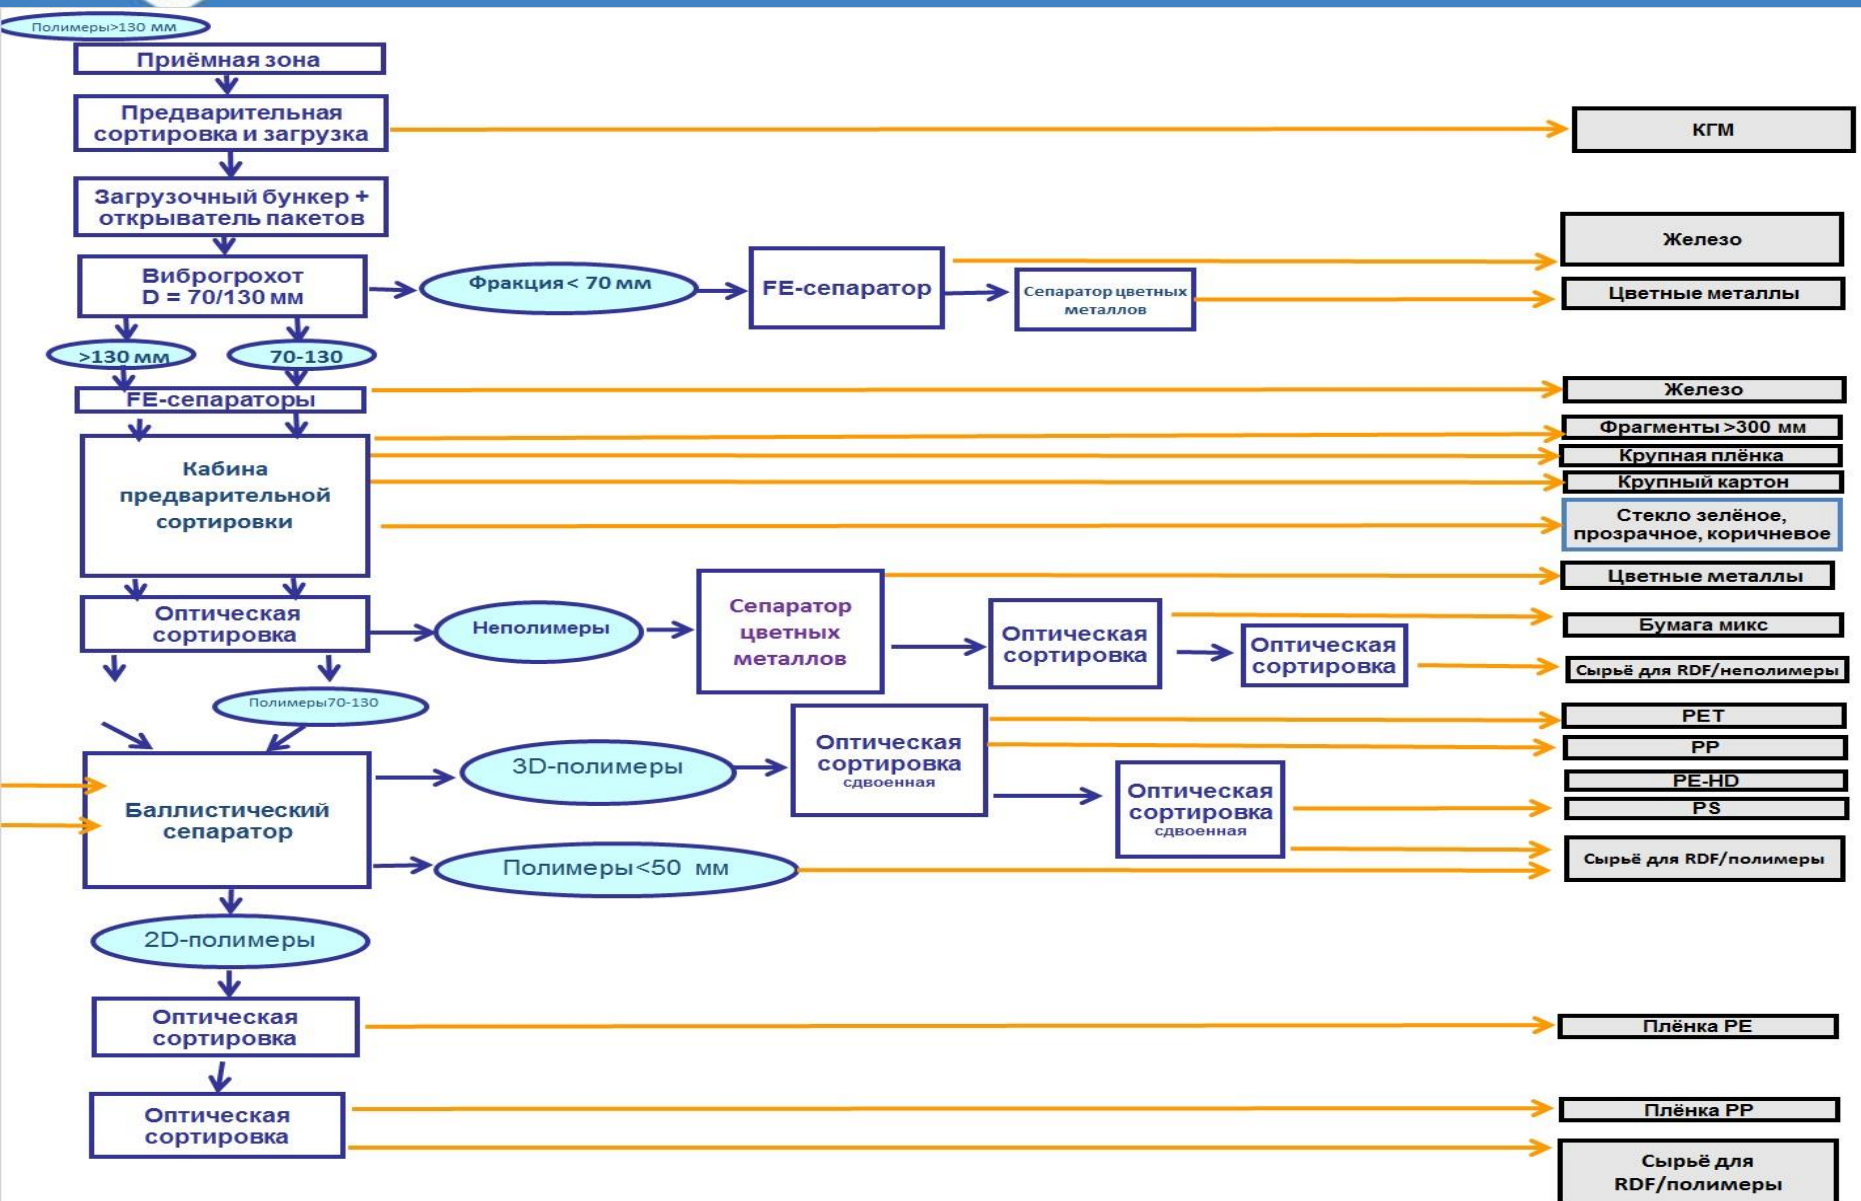 Полимеры>130 мм
Приёмная зона
Предварительная
сортировка и загрузка
КГМ
Загрузочный бункер +
открыватель пакетов
Виброгрохот
D = 70/130 мм
Фракция< 70 мм
FE-сепаратор
Сепаратор цветных
металлов
Железо
Цветные металлы
>130 мм
70-130
FE-сепараторы
Железо
Кабина
предварительной
сортировки
Фрагменты >300 мм
Крупная плёнка
Крупный картон
Стекло зелёное,
прозрачное, коричневое
Оптическая
сортировка
Неполимеры
Сепаратор
цветных
металлов
Цветные металлы
Оптическая
сортировка
Бумага микс
Оптическая
сортировка
Сырьё для RDF/неполимеры
Полимеры70-130
Баллистический
сепаратор
3D-полимеры
Оптическая
сортировка
сдвоенная
PET
PP
Оптическая
сортировка
сдвоенная
PE-HD
PS
Полимеры<50 мм
Сырьё для RDF/полимеры
2D-полимеры
Оптическая
сортировка
Плёнка PE
Оптическая
сортировка
Плёнка PP
Сырьё для
RDF/полимеры